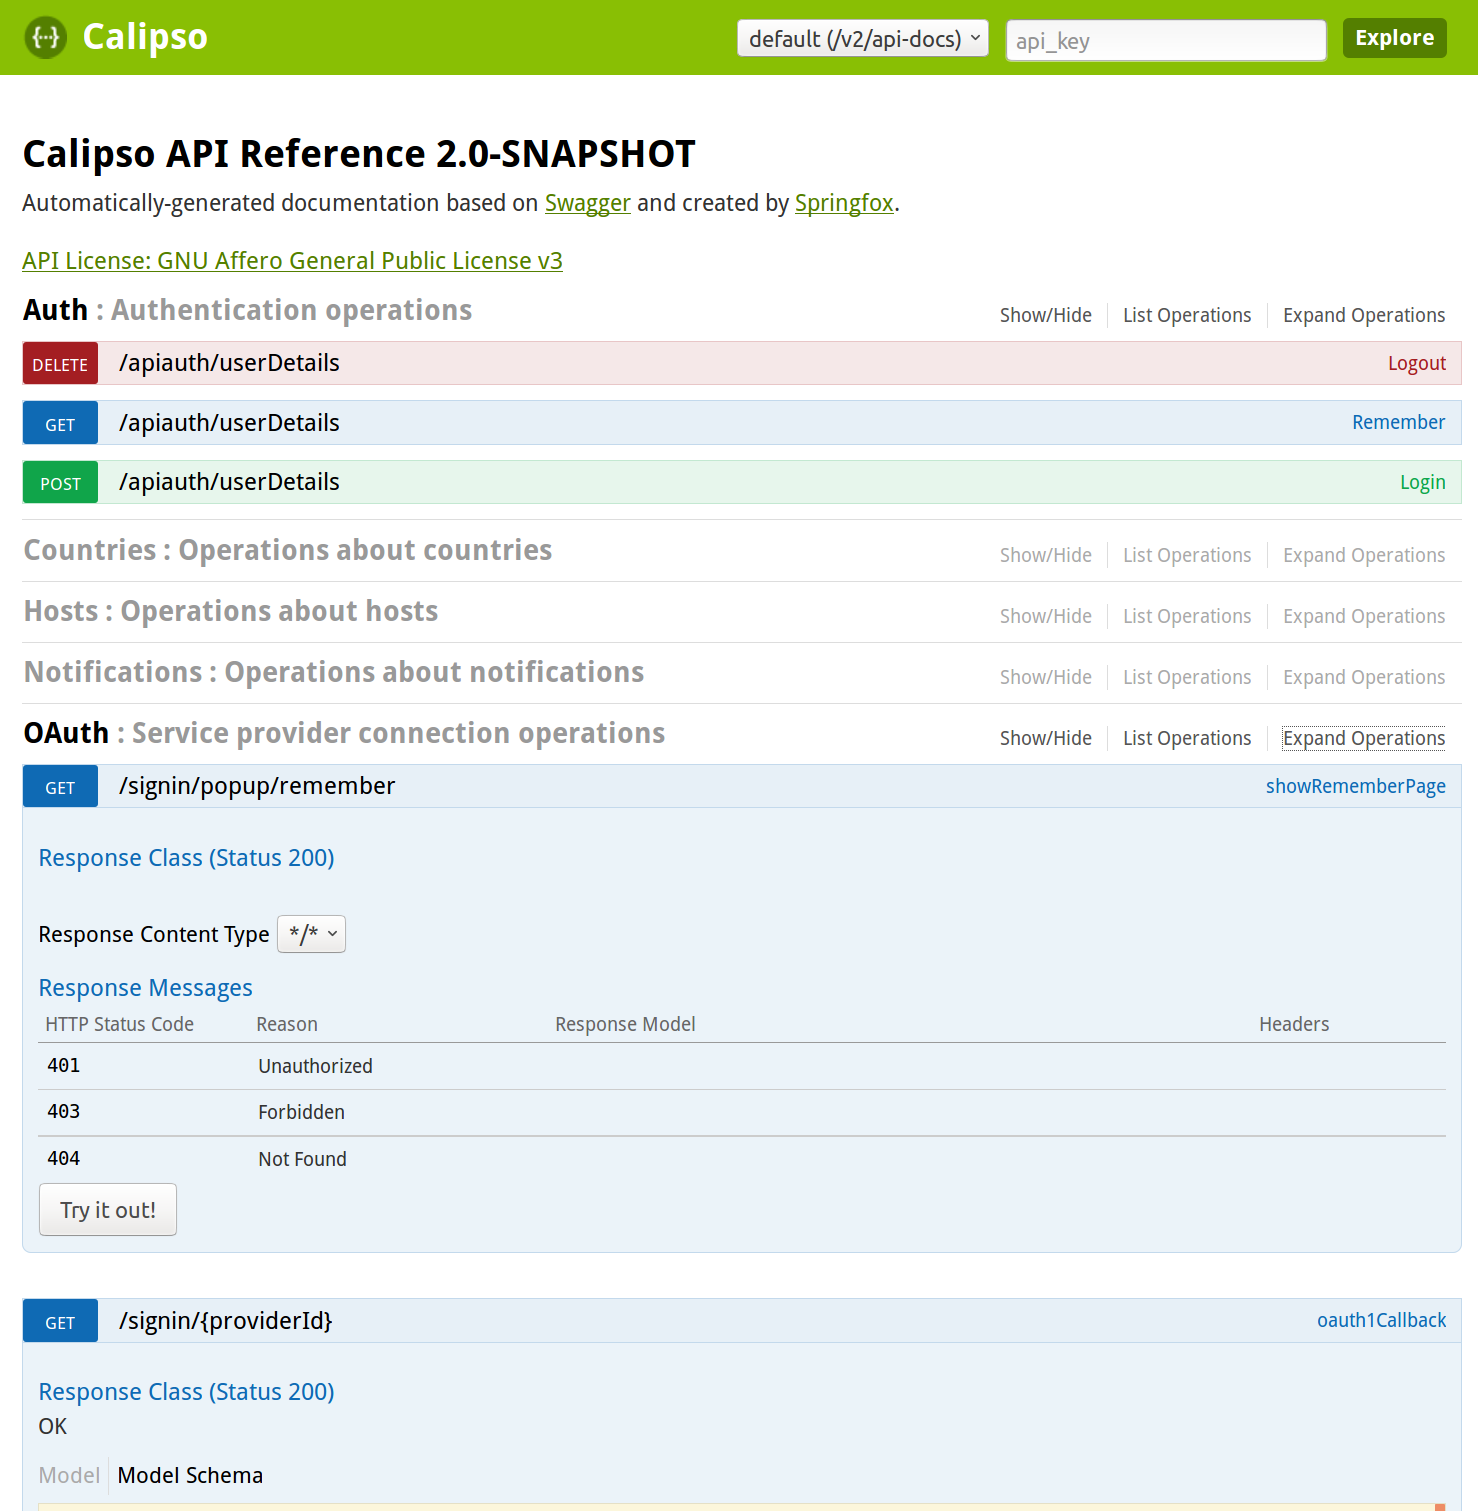 {···} Calipso default (/v2/api-docs) api_key Explore
Calipso API Reference 2.0-SNAPSHOT
Automatically-generated documentation based on Swagger and created by Springfox.
API License: GNU Affero General Public License v3
Auth : Authentication operations Show/Hide List Operations Expand Operations
DELETE /apiauth/userDetails Logout
GET /apiauth/userDetails Remember
POST /apiauth/userDetails Login
Countries : Operations about countries Show/Hide List Operations Expand Operations
Hosts : Operations about hosts Show/Hide List Operations Expand Operations
Notifications : Operations about notifications Show/Hide List Operations Expand Operations
OAuth : Service provider connection operations Show/Hide List Operations Expand Operations
GET /signin/popup/remember showRememberPage
Response Class (Status 200)
Response Content Type */*
Response Messages
HTTP Status Code Reason Response Model Headers
401 Unauthorized
403 Forbidden
404 Not Found
Try it out!
GET /signin/{providerId} oauth1Callback
Response Class (Status 200)
OK
Model Model Schema